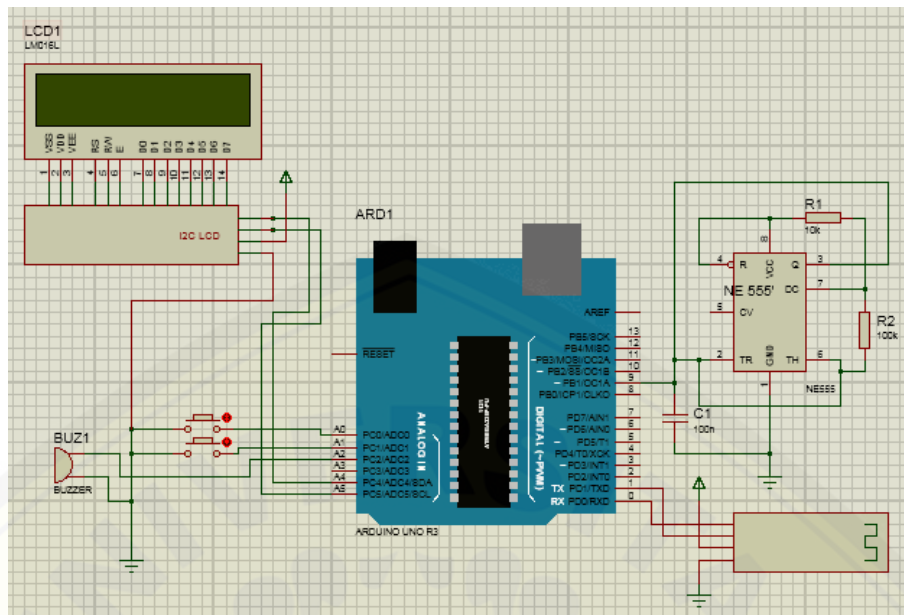 LCD1
LM016L
VSS
VDD
VEE
RS
RW
E
D0
D1
D2
D3
D4
D5
D6
D7
1
2
3
4
5
6
7
8
9
10
11
12
13
14
I2C LCD
ARD1
RESET
AREF
PB5/SCK 13
PB4/MISO 12
~PB3/MOSI/OC2A 11
~PB2/SS/OC1B 10
~PB1/OC1A 9
PB0/ICP1/CLKO 8
PD7/AIN1 7
~PD6/AIN0 6
~PD5/T1 5
PD4/T0/XCK 4
~PD3/INT1 3
PD2/INT0 2
TX PD1/TXD 1
RX PD0/RXD 0
DIGITAL (~PWM)
ANALOG IN
A0 PC0/ADC0
A1 PC1/ADC1
A2 PC2/ADC2
A3 PC3/ADC3
A4 PC4/ADC4/SDA
A5 PC5/ADC5/SCL
ARDUINO UNO R3
BUZ1
BUZZER
R1
10k
R2
100k
C1
100n
8
VCC
4 R
Q 3
NE 555'
DC 7
5 CV
2 TR
TH 6
GND
1
NE555